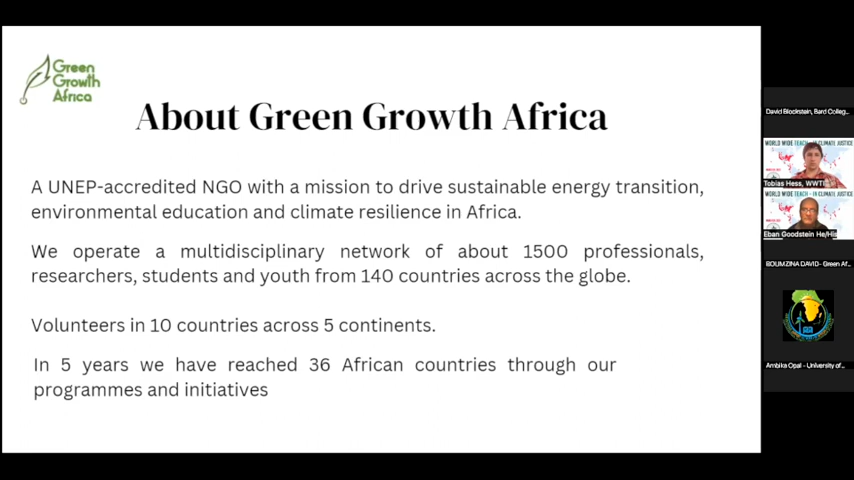 Green
Growth
Africa
About Green Growth Africa
A UNEP-accredited NGO with a mission to drive sustainable energy transition,
environmental education and climate resilience in Africa.
We operate a multidisciplinary network of about 1500 professionals,
researchers, students and youth from 140 countries across the globe.
Volunteers in 10 countries across 5 continents.
In 5 years we have reached 36 African countries through our
programmes and initiatives
David Blockstein, Bard Colleg...
WORLD WIDE TEACH-IN CLIMATE JUSTICE
Tobias Hess, WWTI
WORLD WIDE TEACH-IN CLIMATE JUSTICE
Eban Goodstein He/His
BOUMZINA DAVID- Green Af...
Ambika Opal - University of...